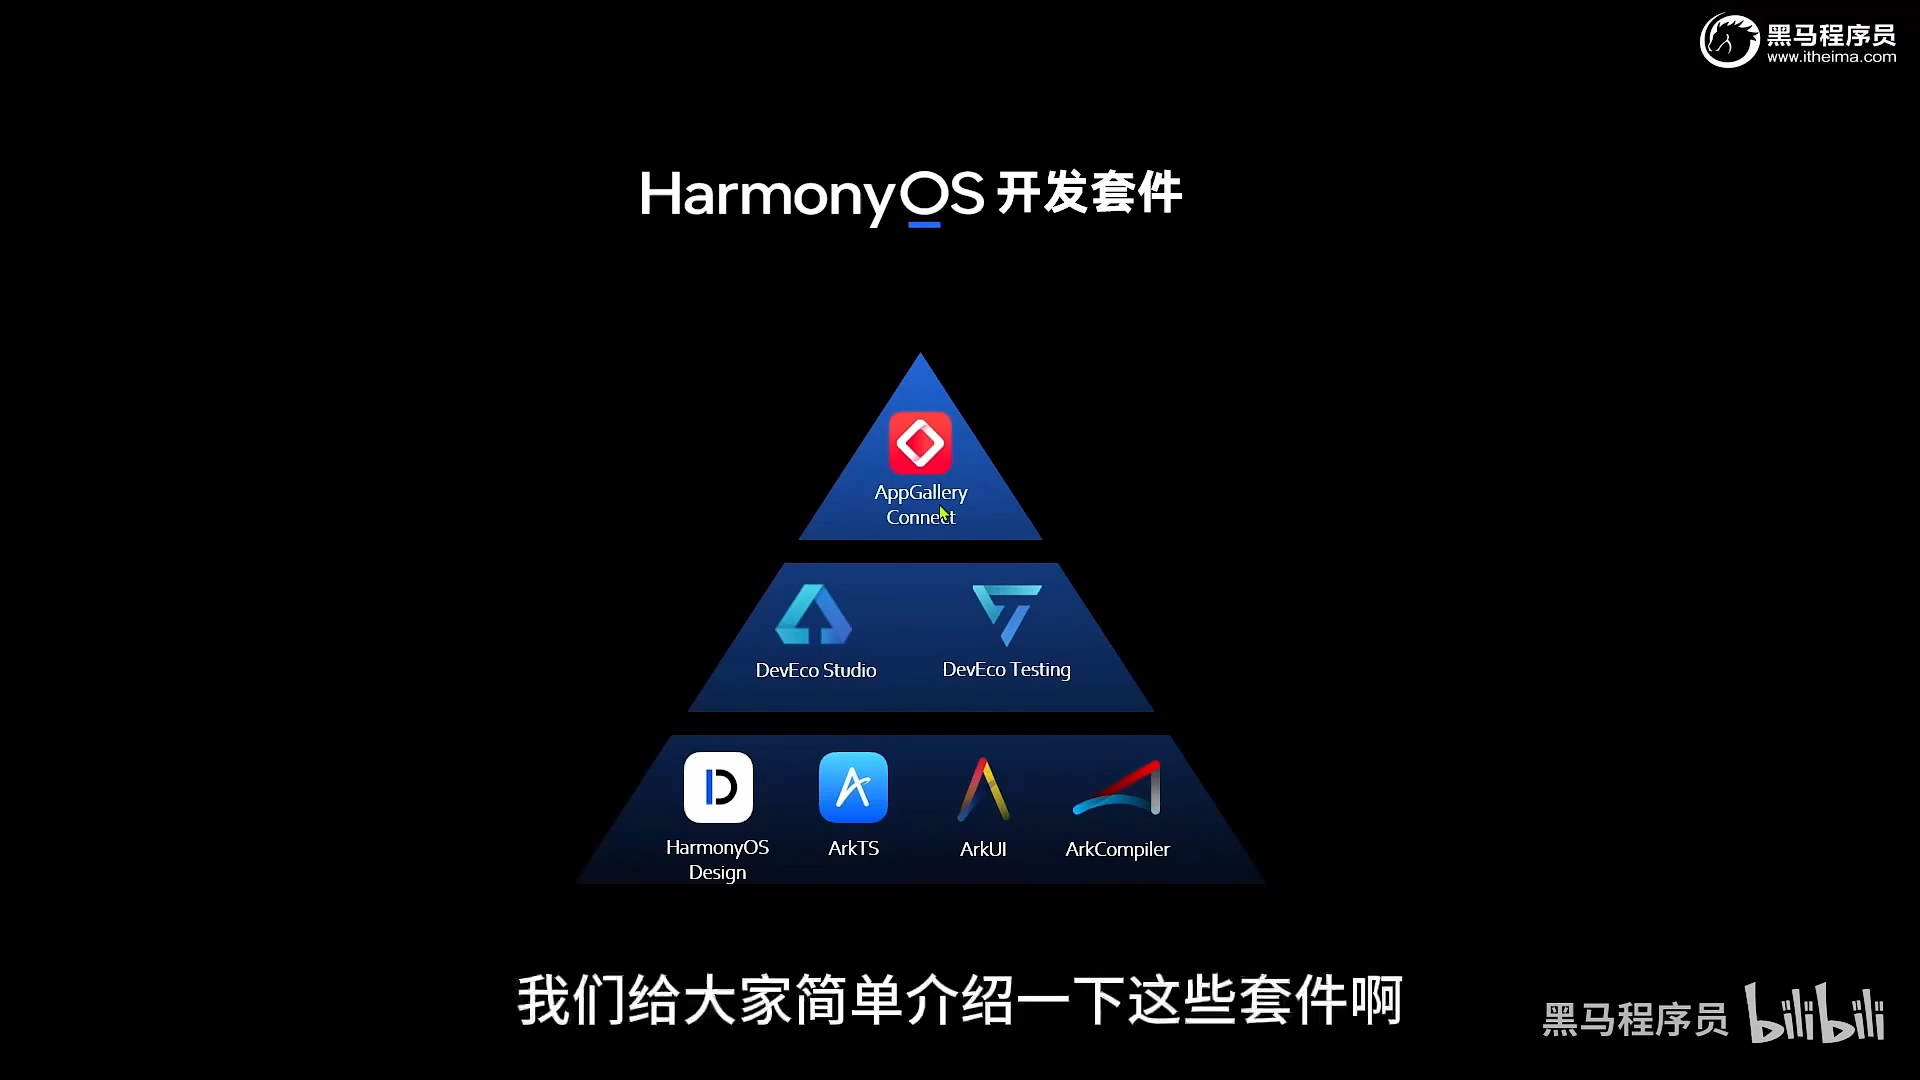 黑马程序员
www.itheima.com
HarmonyOS 开发套件
AppGallery
Connect
DevEco Studio
DevEco Testing
HarmonyOS
Design
ArkTS
ArkUI
ArkCompiler
我们给大家简单介绍一下这些套件啊
黑马程序员 bilibili